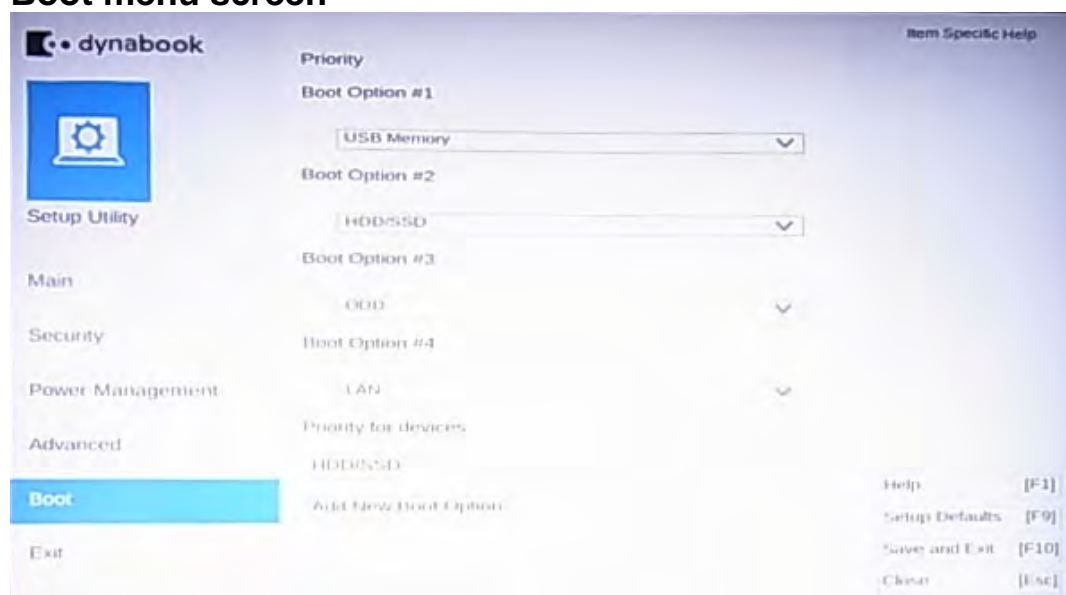 Boot menu screen
dynabook
Item Specific Help
Priority
Boot Option #1
USB Memory
Boot Option #2
Setup Utility
HDD/SSD
Boot Option #3
Main
ODD
Security
Boot Option #4
Power Management
LAN
Priority for devices
Advanced
HDD/SSD
Help [F1]
Boot
Add New Boot Option
Setup Defaults [F9]
Exit
Save and Exit [F10]
Close [Esc]